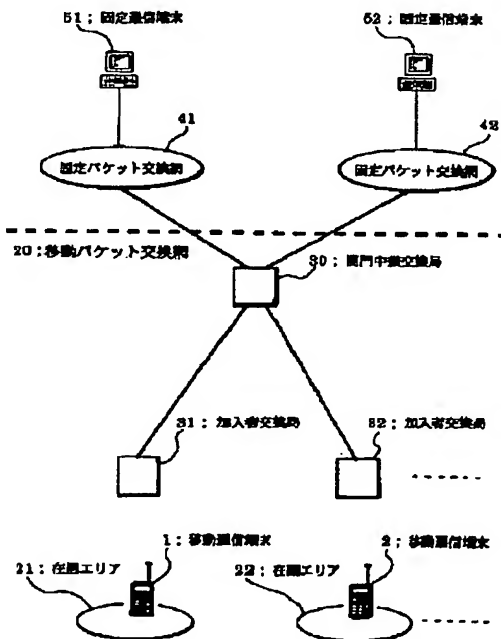 51：固定通信端末
52：固定通信端末
41
42
固定パケット交換網
固定パケット交換網
20：移動パケット交換網
30：関門中継交換局
31：加入者交換局
32：加入者交換局
1：移動通信端末
2：移動通信端末
21：在圏エリア
22：在圏エリア